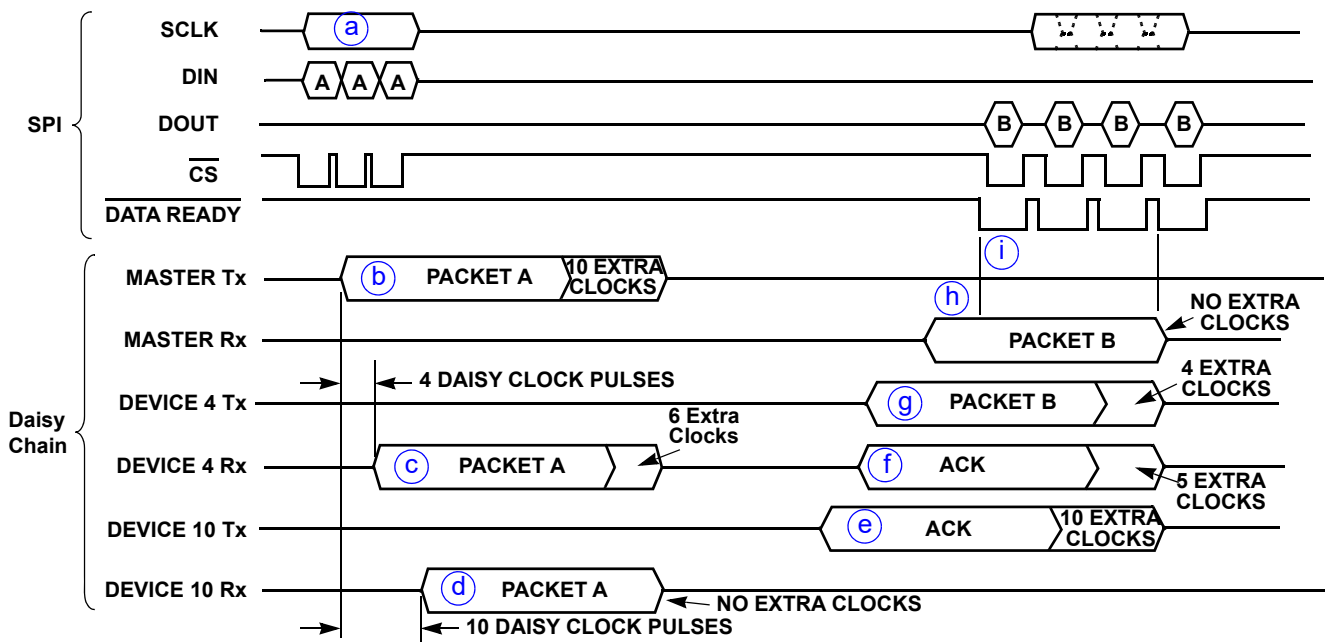 SCLK
a
DIN
A A A
SPI
DOUT
B B B B
CS
DATA READY
i
MASTER Tx
b PACKET A
10 EXTRA
CLOCKS
h
NO EXTRA
CLOCKS
MASTER Rx
PACKET B
4 DAISY CLOCK PULSES
4 EXTRA
CLOCKS
DEVICE 4 Tx
g PACKET B
Daisy
Chain
6 Extra
Clocks
DEVICE 4 Rx
c PACKET A
f ACK
5 EXTRA
CLOCKS
DEVICE 10 Tx
e ACK
10 EXTRA
CLOCKS
DEVICE 10 Rx
d PACKET A
NO EXTRA CLOCKS
10 DAISY CLOCK PULSES